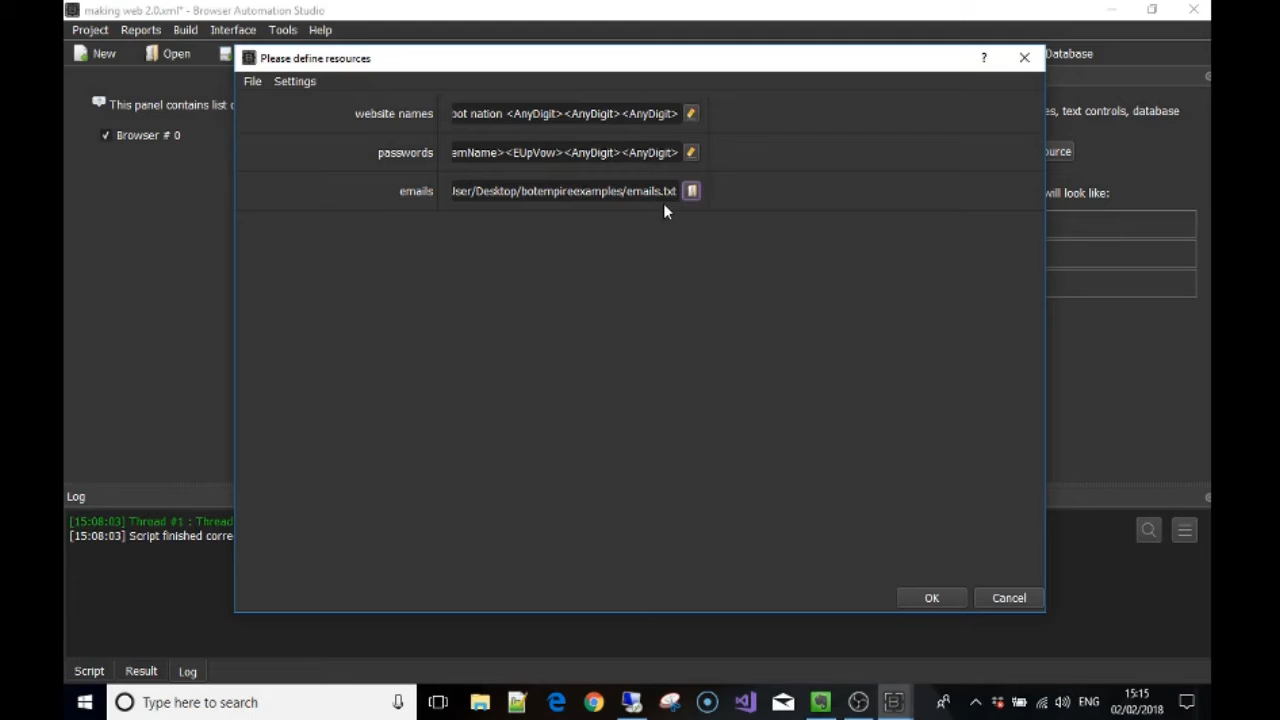 making web 2.0.xml* - Browser Automation Studio
Project Reports Build Interface Tools Help
New Open Database
Please define resources ?
File Settings
This panel contains list es, text controls, database
Browser # 0
website names bot nation <AnyDigit><AnyDigit><AnyDigit>
passwords emName><EUpVow><AnyDigit><AnyDigit> ource
emails Jser/Desktop/botempireexamples/emails.txt will look like:
Log
[15:08:03] Thread #1 : Thread
[15:08:03] Script finished corre
OK Cancel
Script Result Log
Type here to search
ENG
15:15
02/02/2018